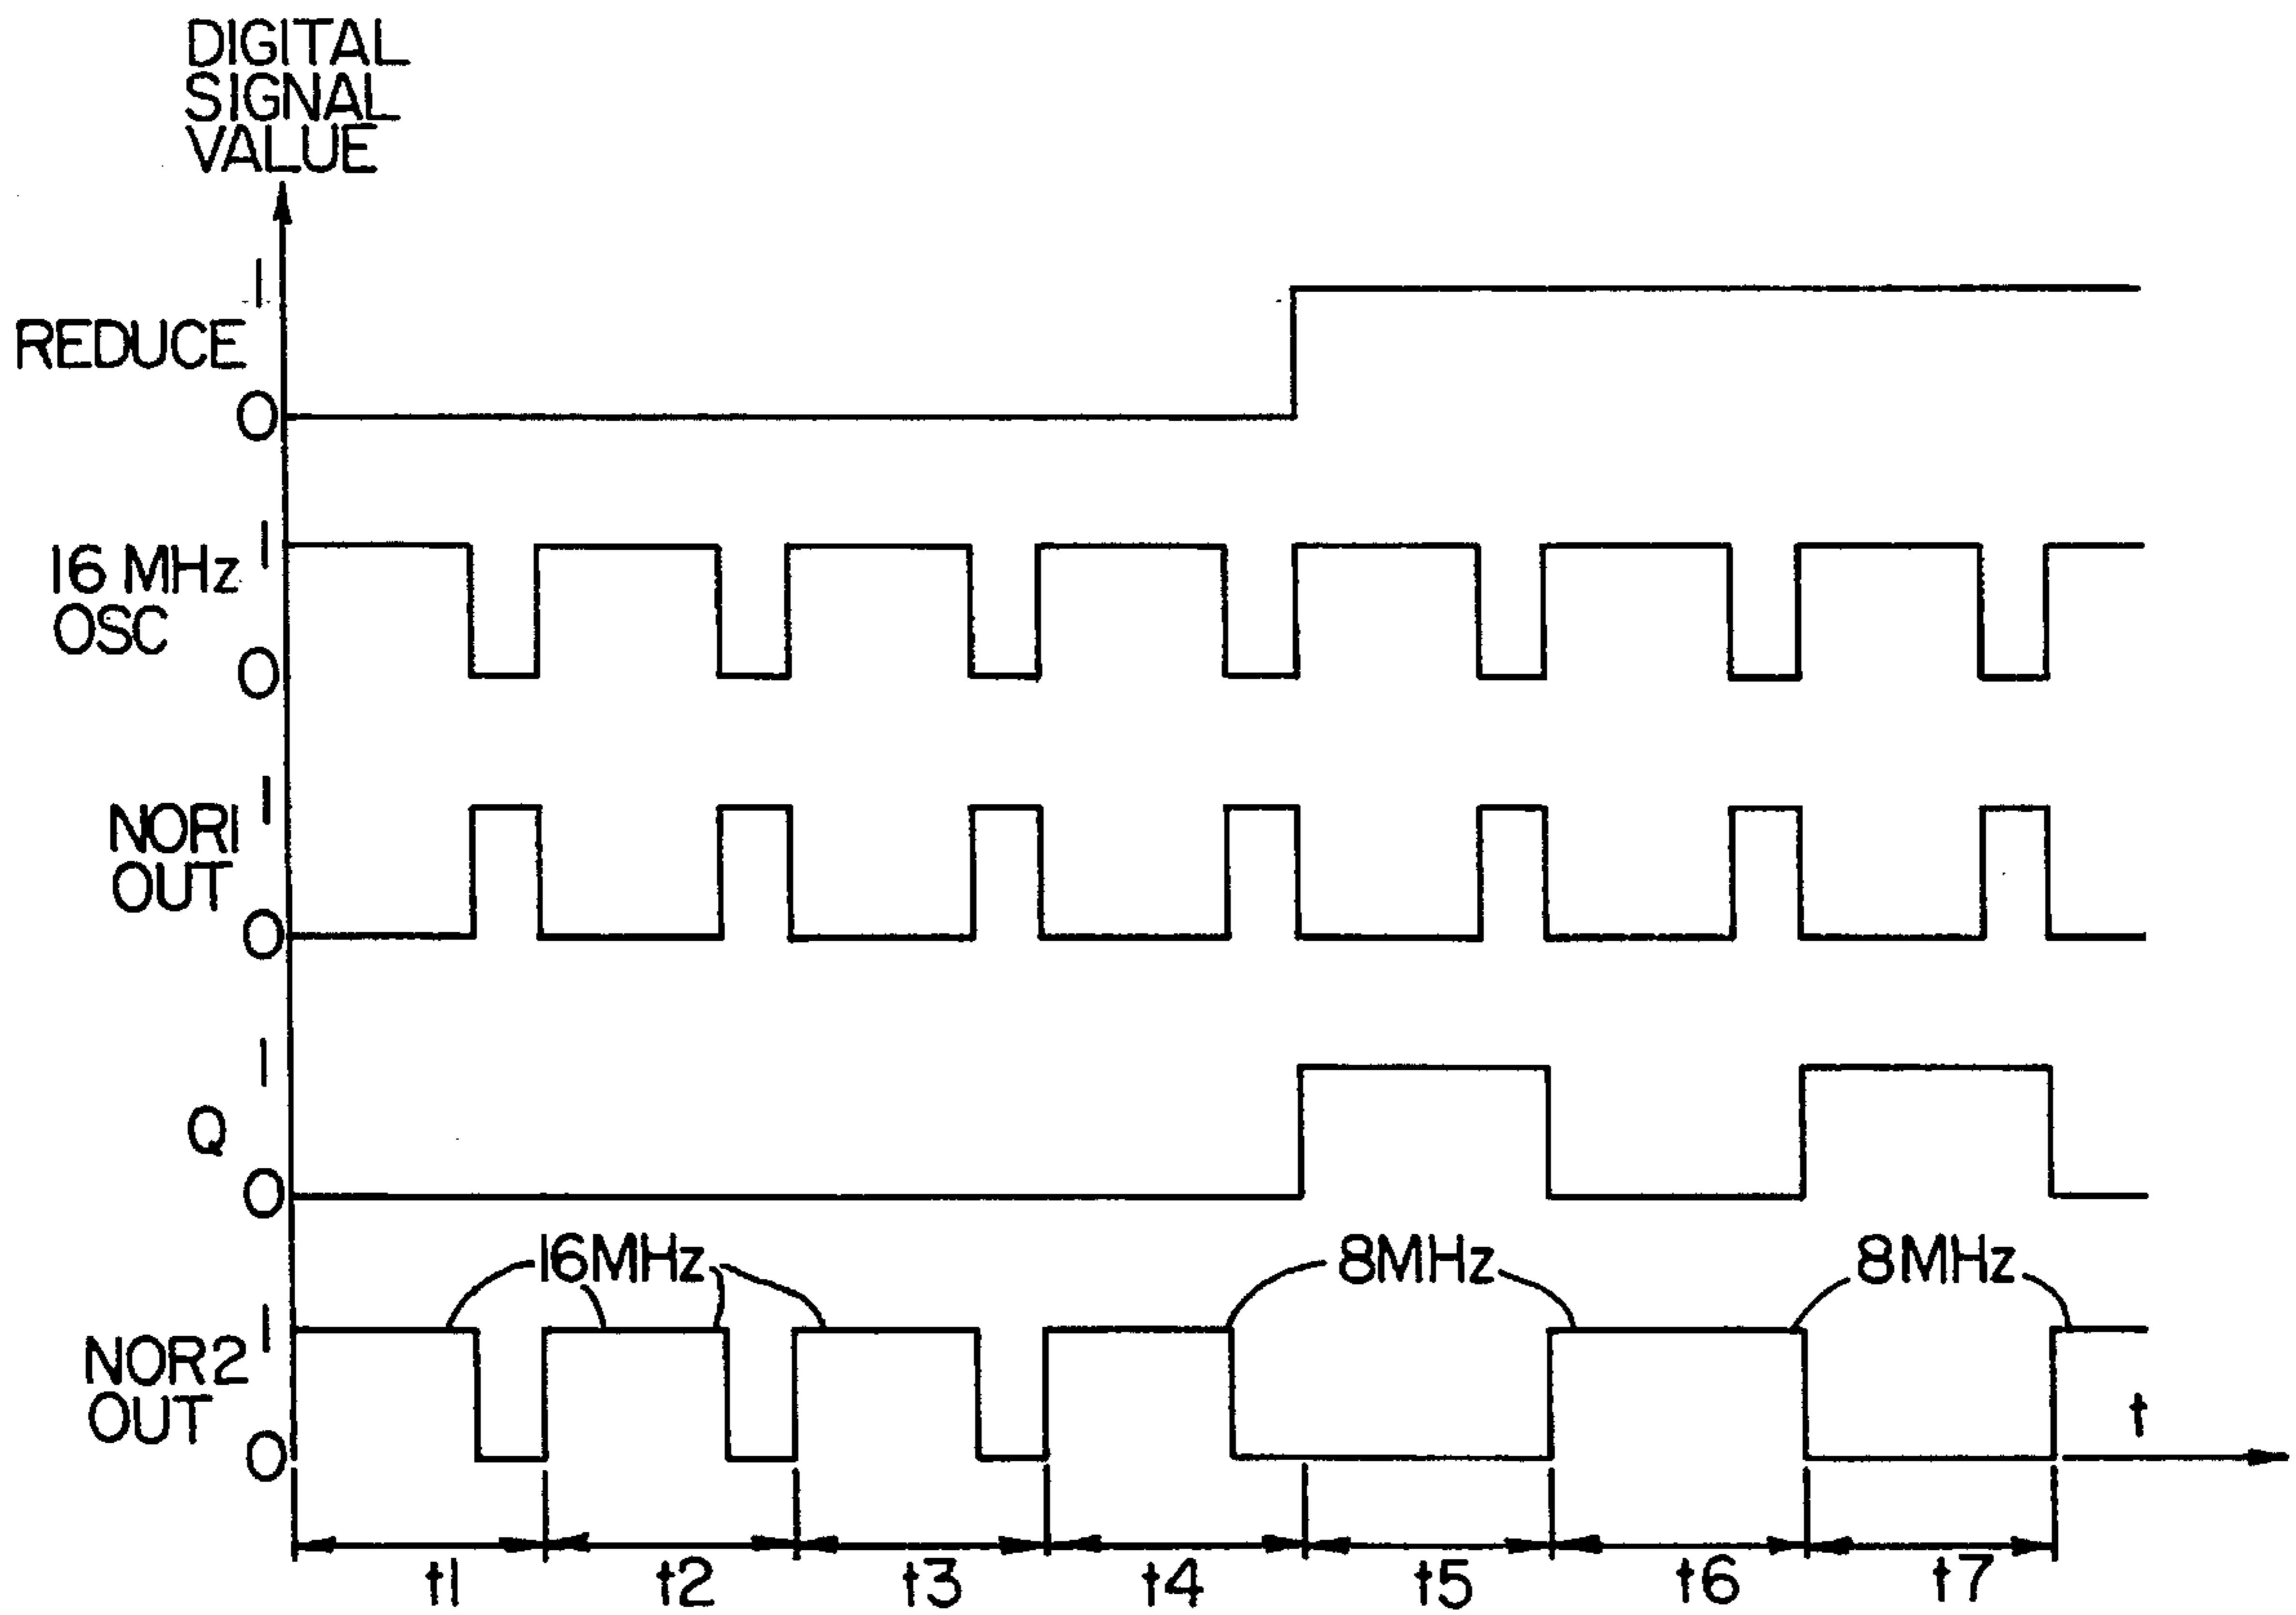 DIGITAL
SIGNAL
VALUE
1
REDUCE
0
1
16 MHz
OSC
0
1
NOR1
OUT
0
1
Q
0
16MHz
8MHz
8MHz
1
NOR2
OUT
0
t
t1
t2
t3
t4
t5
t6
t7